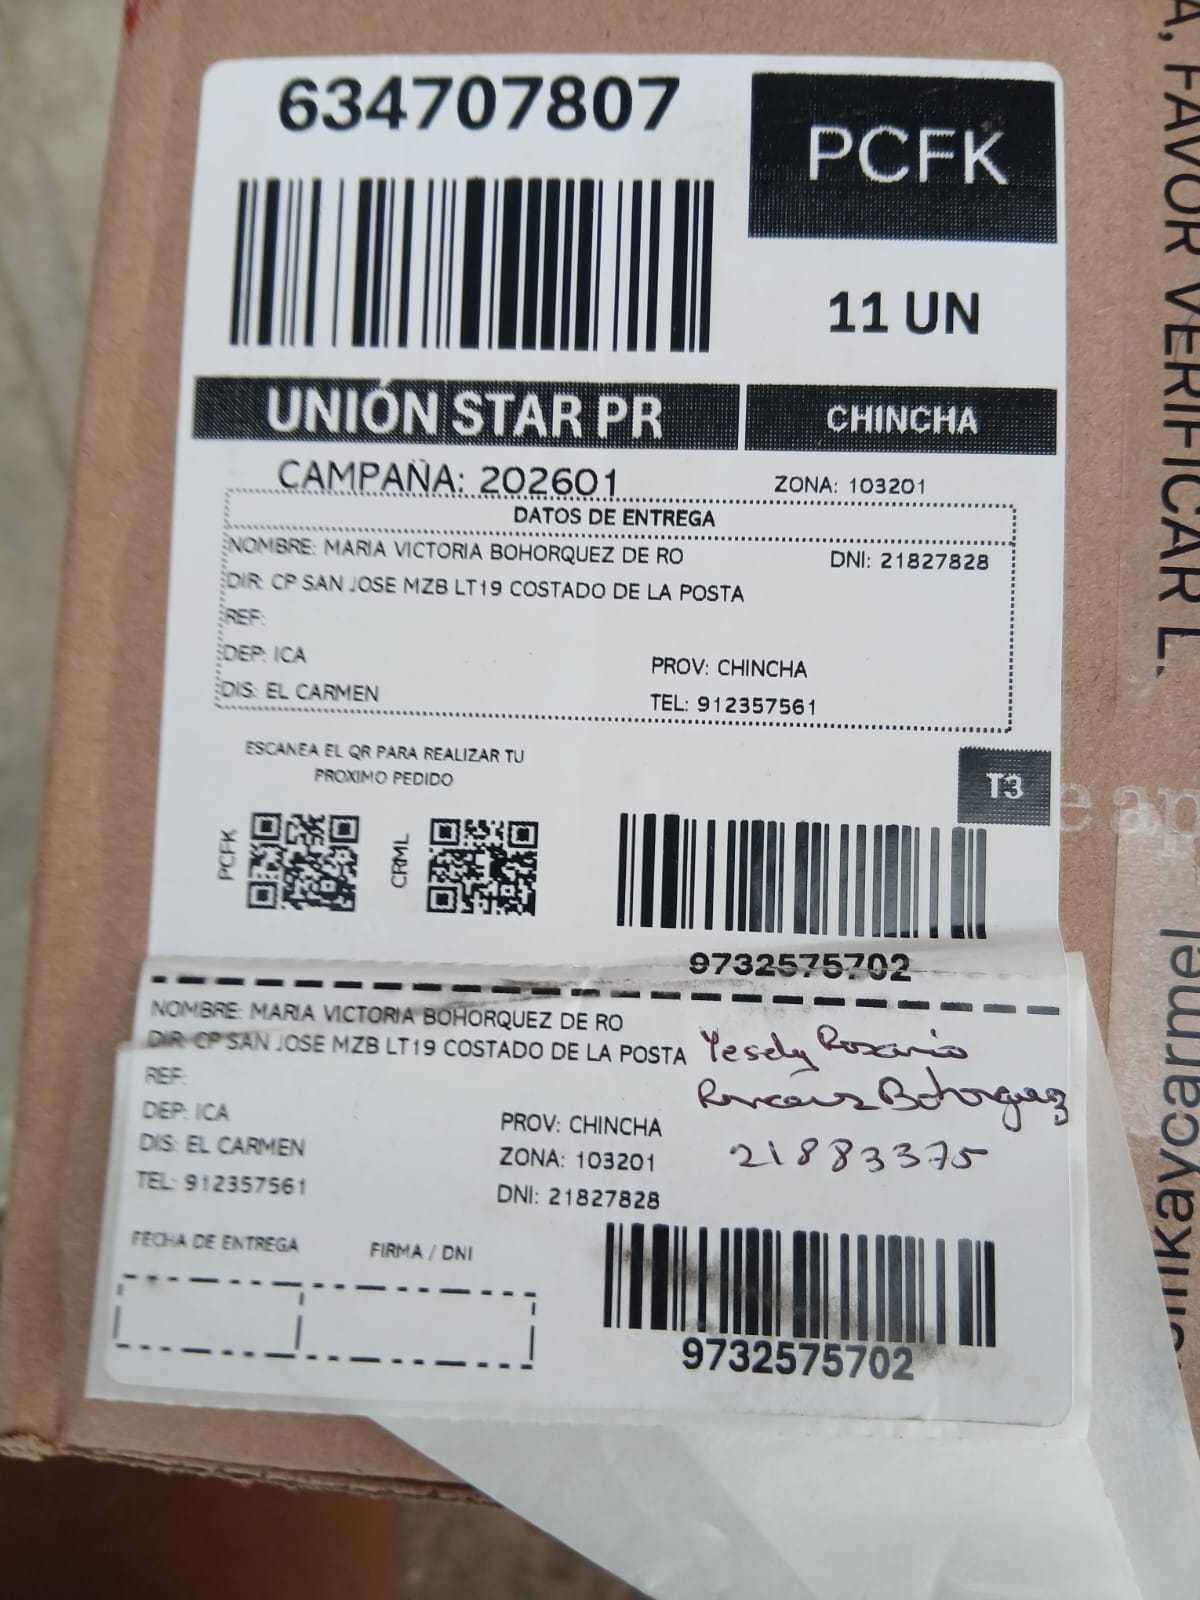 634707807
PCFK
11 UN
UNIÓN STAR PR
CHINCHA
CAMPAÑA: 202601
ZONA: 103201
DATOS DE ENTREGA
NOMBRE: MARIA VICTORIA BOHORQUEZ DE RO
DNI: 21827828
DIR: CP SAN JOSE MZB LT19 COSTADO DE LA POSTA
REF:
DEP: ICA
PROV: CHINCHA
DIS: EL CARMEN
TEL: 912357561
ESCANEA EL QR PARA REALIZAR TU
PROXIMO PEDIDO
T3
PCFK
CRML
9732575702
NOMBRE: MARIA VICTORIA BOHORQUEZ DE RO
DIR: CP SAN JOSE MZB LT19 COSTADO DE LA POSTA
Yesely Rosario
Bohorquez
21883375
REF:
DEP: ICA
PROV: CHINCHA
DIS: EL CARMEN
ZONA: 103201
TEL: 912357561
DNI: 21827828
FECHA DE ENTREGA
FIRMA / DNI
9732575702
A, FAVOR VERIFICAR L